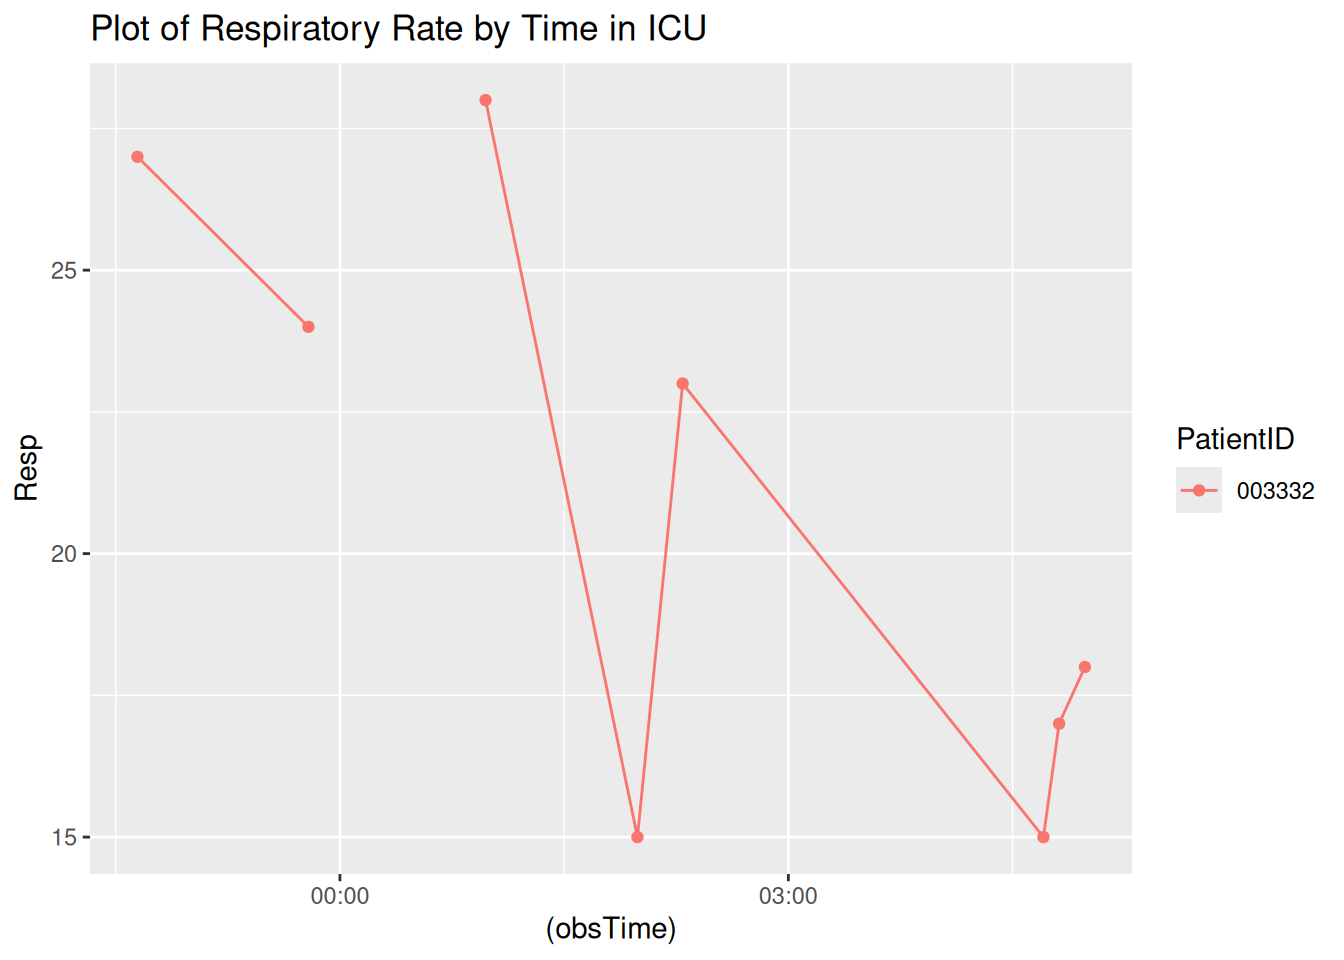 Plot of Respiratory Rate by Time in ICU
Resp
25
20
15
00:00
03:00
(obsTime)
PatientID
003332